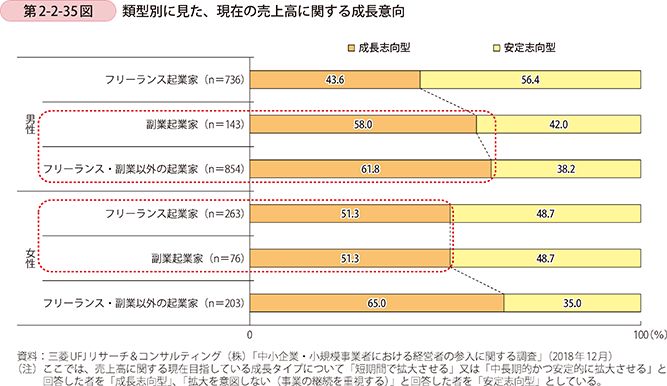 第2-2-35図 類型別に見た、現在の売上高に関する成長意向
成長志向型 安定志向型
男性
フリーランス起業家（n＝736） 43.6 56.4
副業起業家（n＝143） 58.0 42.0
フリーランス・副業以外の起業家（n＝854） 61.8 38.2
女性
フリーランス起業家（n＝263） 51.3 48.7
副業起業家（n＝76） 51.3 48.7
フリーランス・副業以外の起業家（n＝203） 65.0 35.0
0 100（％）
資料：三菱UFJリサーチ＆コンサルティング（株）「中小企業・小規模事業者における経営者の参入に関する調査」（2018年12月）
（注）ここでは、売上高に関する現在目指している成長タイプについて「短期間で拡大させる」又は「中長期的かつ安定的に拡大させる」と
回答した者を「成長志向型」、「拡大を意図しない（事業の継続を重視する）」と回答した者を「安定志向型」としている。